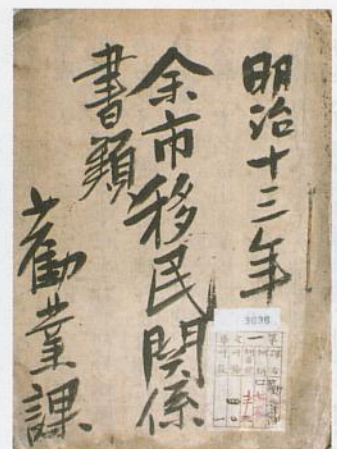 明治十三年
余市移民関係
書類
勧業課